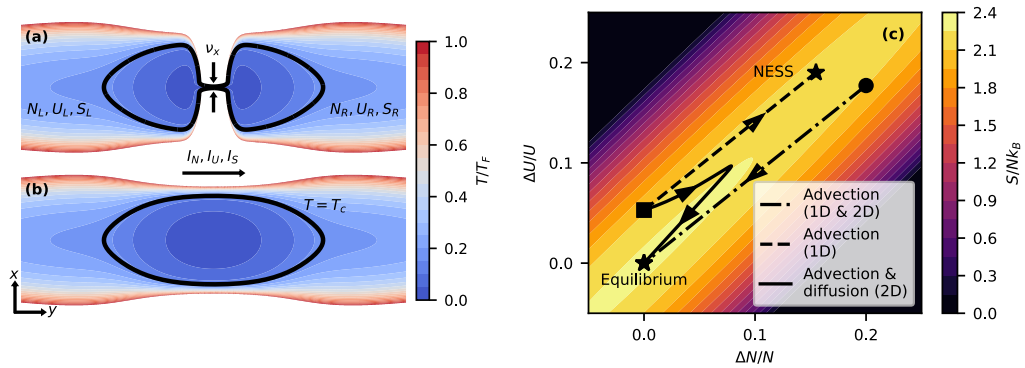 (a)
ν_x
N_L, U_L, S_L
N_R, U_R, S_R
I_N, I_U, I_S
(b)
T = T_c
x
y
1.0
0.8
0.6
0.4
0.2
0.0
T/T_F
(c)
NESS
Equilibrium
Advection
(1D & 2D)
Advection
(1D)
Advection &
diffusion (2D)
0.2
0.1
0.0
ΔU/U
0.0
0.1
0.2
ΔN/N
2.4
2.1
1.8
1.5
1.2
0.9
0.6
0.3
0.0
S/Nk_B